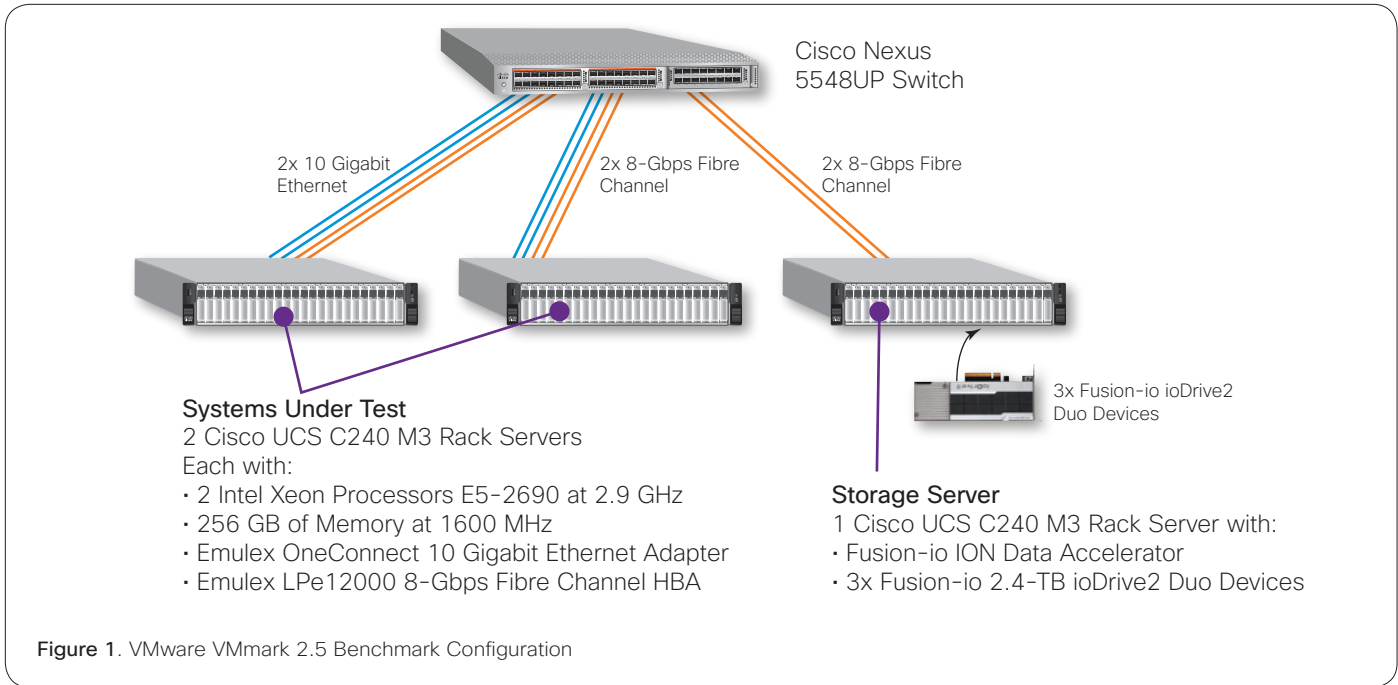 Cisco Nexus
5548UP Switch
2x 10 Gigabit
Ethernet
2x 8-Gbps Fibre
Channel
2x 8-Gbps Fibre
Channel
3x Fusion-io ioDrive2
Duo Devices
Systems Under Test
2 Cisco UCS C240 M3 Rack Servers
Each with:
• 2 Intel Xeon Processors E5-2690 at 2.9 GHz
• 256 GB of Memory at 1600 MHz
• Emulex OneConnect 10 Gigabit Ethernet Adapter
• Emulex LPe12000 8-Gbps Fibre Channel HBA
Storage Server
1 Cisco UCS C240 M3 Rack Server with:
• Fusion-io ION Data Accelerator
• 3x Fusion-io 2.4-TB ioDrive2 Duo Devices
Figure 1. VMware VMmark 2.5 Benchmark Configuration